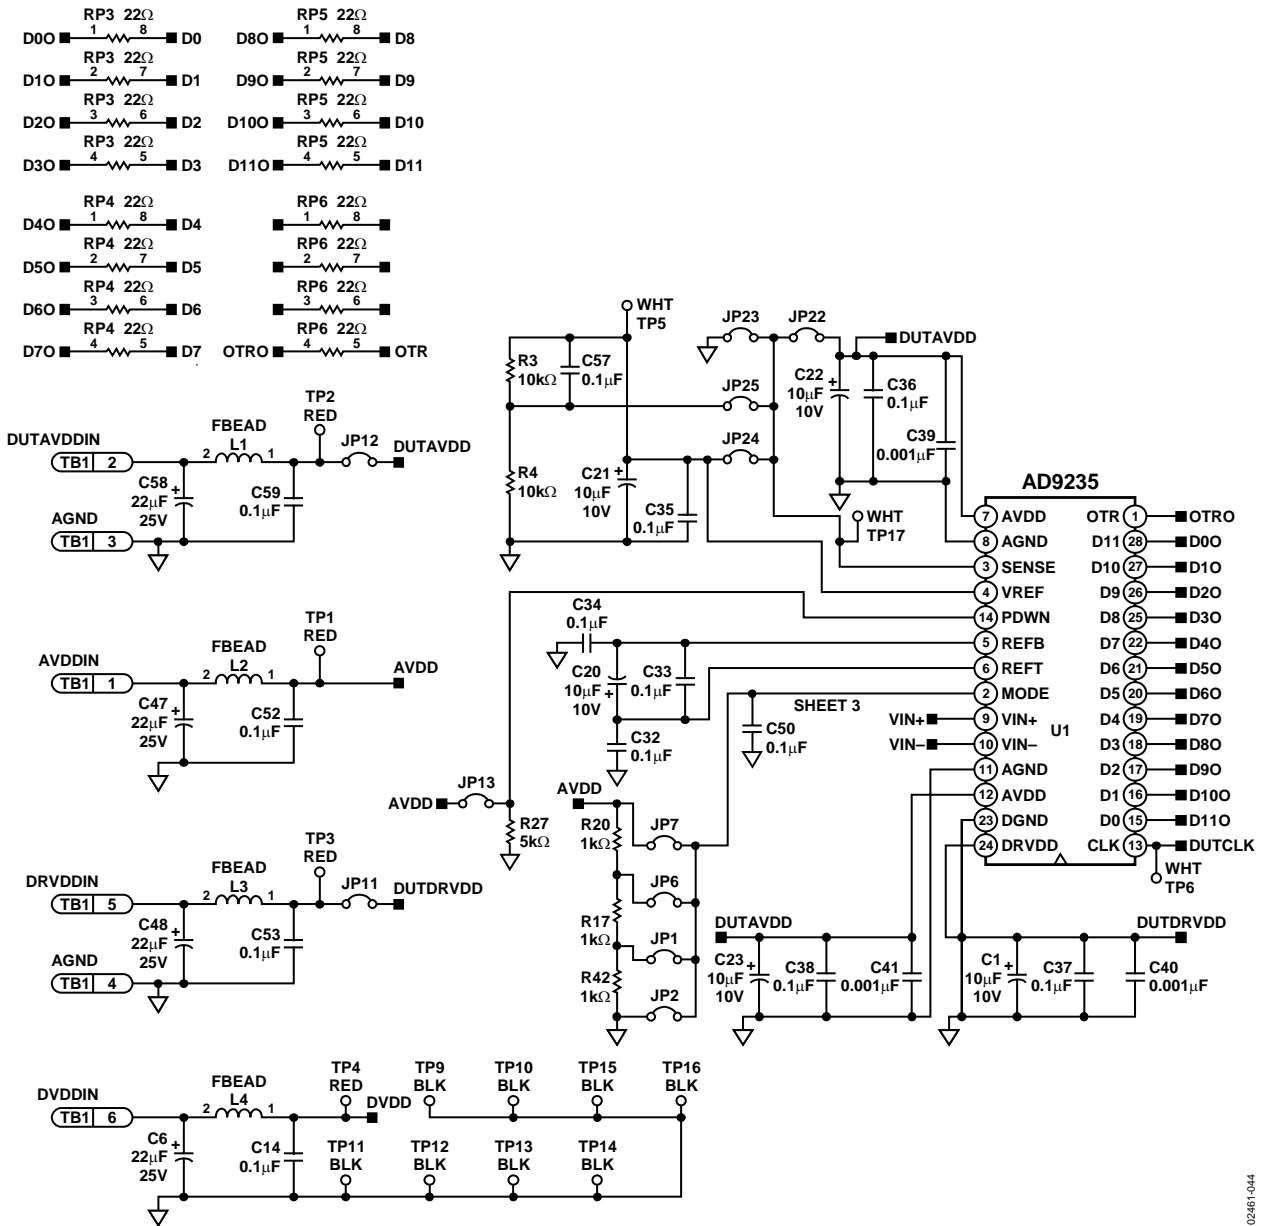 RP3 22Ω
D0O 1 8 D0
RP3 22Ω
D1O 2 7 D1
RP3 22Ω
D2O 3 6 D2
RP3 22Ω
D3O 4 5 D3
RP4 22Ω
D4O 1 8 D4
RP4 22Ω
D5O 2 7 D5
RP4 22Ω
D6O 3 6 D6
RP4 22Ω
D7O 4 5 D7
RP5 22Ω
D8O 1 8 D8
RP5 22Ω
D9O 2 7 D9
RP5 22Ω
D10O 3 6 D10
RP5 22Ω
D11O 4 5 D11
RP6 22Ω
1 8
RP6 22Ω
2 7
RP6 22Ω
3 6
RP6 22Ω
OTRO 4 5 OTR
DUTAVDDIN
TB1 2
FBEAD
2 L1 1
TP2
RED
JP12
DUTAVDD
C58
22μF
25V
C59
0.1μF
AGND
TB1 3
AVDDIN
TB1 1
FBEAD
2 L2 1
TP1
RED
AVDD
C47
22μF
25V
C52
0.1μF
DRVDDIN
TB1 5
FBEAD
2 L3 1
TP3
RED
JP11
DUTDRVDD
C48
22μF
25V
C53
0.1μF
AGND
TB1 4
DVDDIN
TB1 6
FBEAD
2 L4 1
TP4
RED
DVDD
C6
22μF
25V
C14
0.1μF
TP9
BLK
TP10
BLK
TP15
BLK
TP16
BLK
TP11
BLK
TP12
BLK
TP13
BLK
TP14
BLK
WHT
TP5
R3
10kΩ
C57
0.1μF
R4
10kΩ
C21
10μF
10V
C35
0.1μF
JP23
JP22
JP25
JP24
DUTAVDD
C22
10μF
10V
C36
0.1μF
C39
0.001μF
WHT
TP17
C34
0.1μF
C20
10μF
10V
C33
0.1μF
C32
0.1μF
SHEET 3
C50
0.1μF
AVDD
JP13
R27
5kΩ
AVDD
R20
1kΩ
R17
1kΩ
R42
1kΩ
JP7
JP6
JP1
JP2
VIN+
VIN–
AD9235
U1
7 AVDD
8 AGND
3 SENSE
4 VREF
14 PDWN
5 REFB
6 REFT
2 MODE
9 VIN+
10 VIN–
11 AGND
12 AVDD
23 DGND
24 DRVDD
OTR 1 OTRO
D11 28 D0O
D10 27 D1O
D9 26 D2O
D8 25 D3O
D7 22 D4O
D6 21 D5O
D5 20 D6O
D4 19 D7O
D3 18 D8O
D2 17 D9O
D1 16 D10O
D0 15 D11O
CLK 13 DUTCLK
WHT
TP6
DUTAVDD
C23
10μF
10V
C38
0.1μF
C41
0.001μF
DUTDRVDD
C1
10μF
10V
C37
0.1μF
C40
0.001μF
02461-044